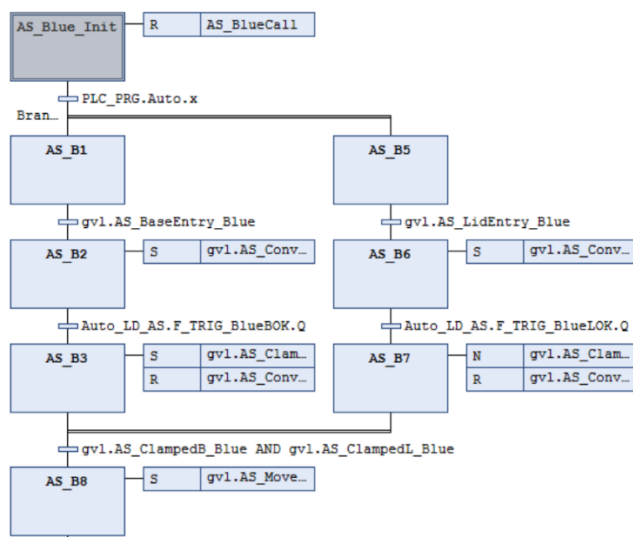 AS_Blue_Init R AS_BlueCall
PLC_PRG.Auto.x
Bran...
AS_B1 AS_B5
gvl.AS_BaseEntry_Blue gvl.AS_LidEntry_Blue
AS_B2 S gvl.AS_Conv... AS_B6 S gvl.AS_Conv...
Auto_LD_AS.F_TRIG_BlueBOK.Q Auto_LD_AS.F_TRIG_BlueLOK.Q
AS_B3 S gvl.AS_Clam... AS_B7 N gvl.AS_Clam...
R gvl.AS_Conv... R gvl.AS_Conv...
gvl.AS_ClampedB_Blue AND gvl.AS_ClampedL_Blue
AS_B8 S gvl.AS_Move...